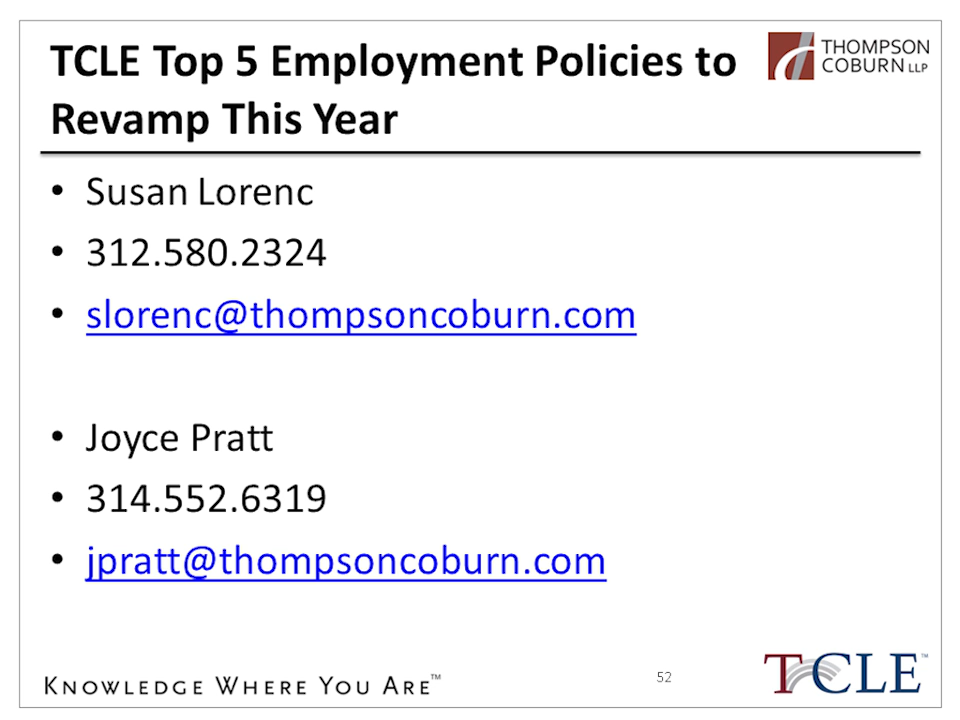 TCLE Top 5 Employment Policies to
Revamp This Year
THOMPSON
COBURN LLP
• Susan Lorenc
• 312.580.2324
• slorenc@thompsoncoburn.com
• Joyce Pratt
• 314.552.6319
• jpratt@thompsoncoburn.com
KNOWLEDGE WHERE YOU ARE™
52
TCLE™